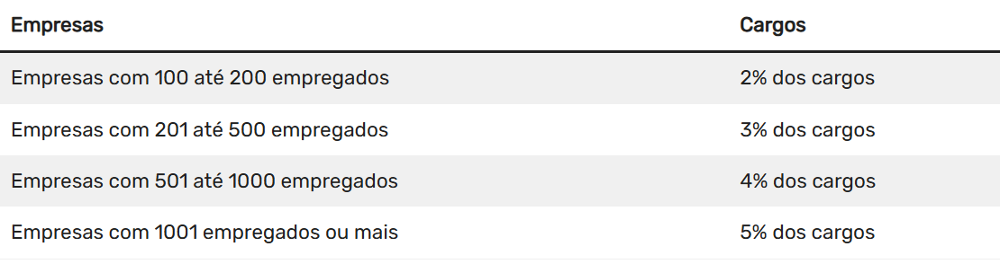 Empresas Cargos
Empresas com 100 até 200 empregados 2% dos cargos
Empresas com 201 até 500 empregados 3% dos cargos
Empresas com 501 até 1000 empregados 4% dos cargos
Empresas com 1001 empregados ou mais 5% dos cargos